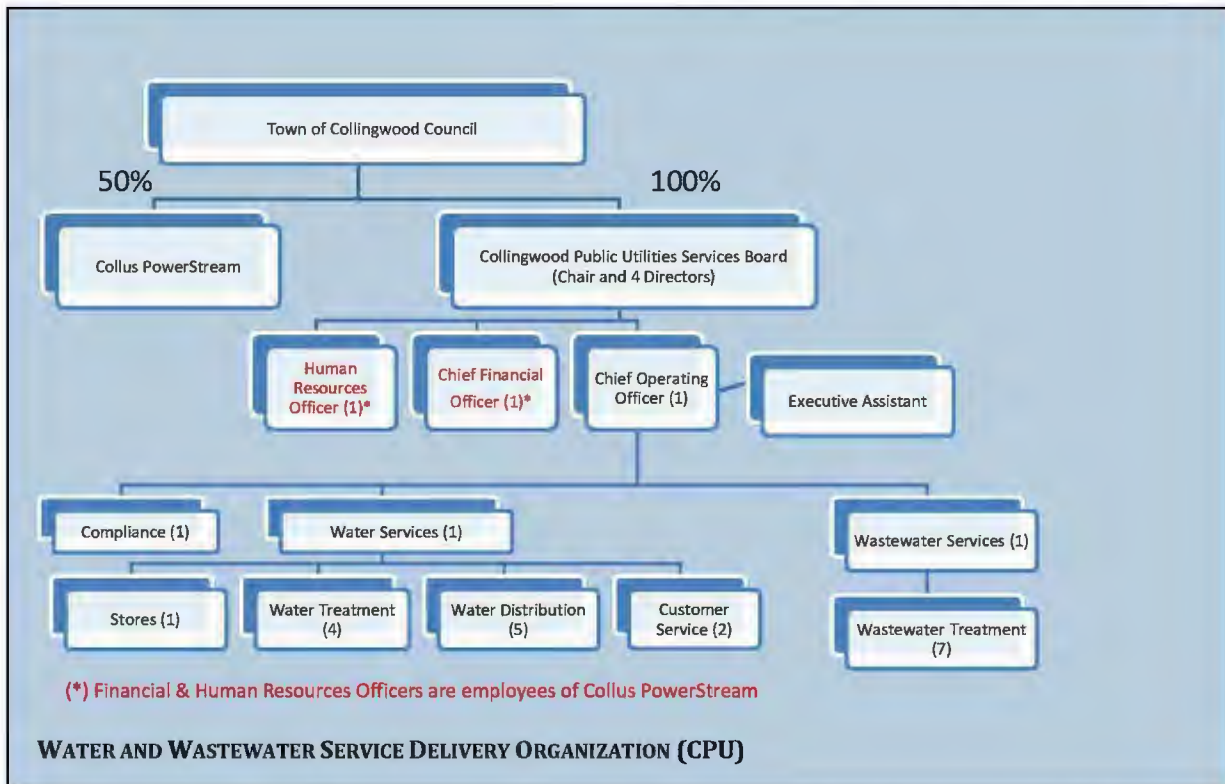 Town of Collingwood Council
50%
100%
Collus PowerStream
Collingwood Public Utilities Services Board
(Chair and 4 Directors)
Human
Resources
Officer (1)*
Chief Financial
Officer (1)*
Chief Operating
Officer (1)
Executive Assistant
Compliance (1)
Water Services (1)
Wastewater Services (1)
Stores (1)
Water Treatment
(4)
Water Distribution
(5)
Customer
Service (2)
Wastewater Treatment
(7)
(*) Financial & Human Resources Officers are employees of Collus PowerStream
WATER AND WASTEWATER SERVICE DELIVERY ORGANIZATION (CPU)